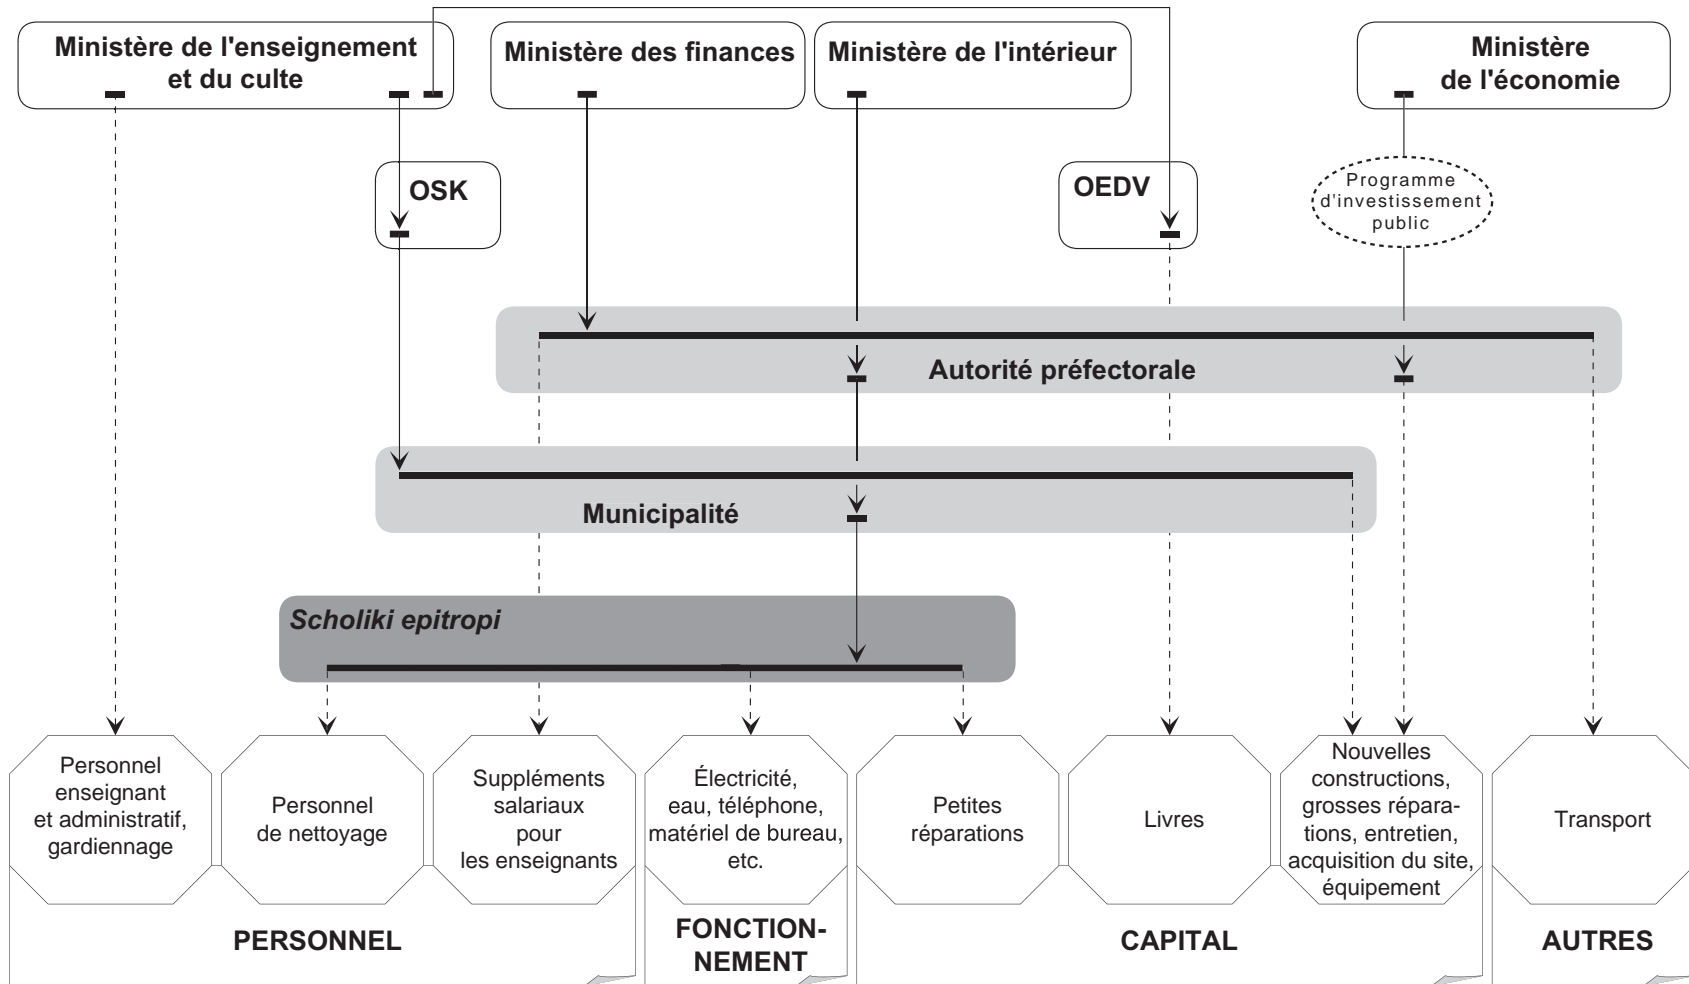 Ministère de l'enseignement
et du culte
Ministère des finances
Ministère de l'intérieur
Ministère
de l'économie
OSK
OEDV
Programme
d'investissement
public
Autorité préfectorale
Municipalité
Scholiki epitropi
Personnel
enseignant
et administratif,
gardiennage
Personnel
de nettoyage
Suppléments
salariaux
pour
les enseignants
Électricité,
eau, téléphone,
matériel de bureau,
etc.
Petites
réparations
Livres
Nouvelles
constructions,
grosses répara-
tions, entretien,
acquisition du site,
équipement
Transport
PERSONNEL
FONCTION-
NEMENT
CAPITAL
AUTRES